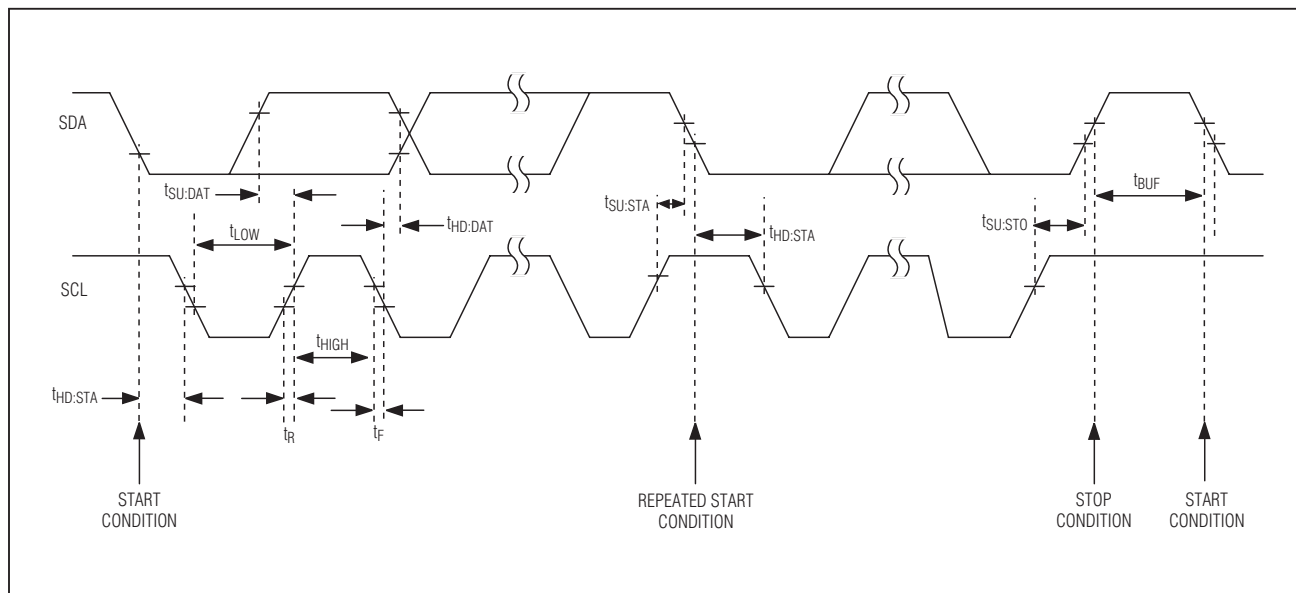 SDA
tSU:DAT
tLOW
tHD:DAT
tSU:STA
tHD:STA
tSU:STO
tBUF
SCL
tHIGH
tHD:STA
tR
tF
START
CONDITION
REPEATED START
CONDITION
STOP
CONDITION
START
CONDITION